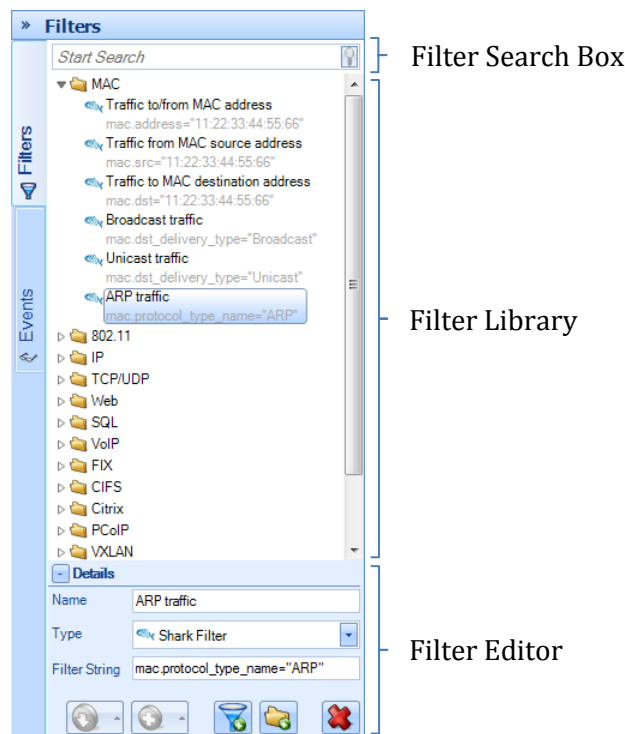 » Filters
Start Search
Filter Search Box
MAC
Traffic to/from MAC address
mac.address="11:22:33:44:55:66"
Traffic from MAC source address
mac.src="11:22:33:44:55:66"
Traffic to MAC destination address
mac.dst="11:22:33:44:55:66"
Broadcast traffic
mac.dst_delivery_type="Broadcast"
Unicast traffic
mac.dst_delivery_type="Unicast"
ARP traffic
mac.protocol_type_name="ARP"
802.11
IP
TCP/UDP
Web
SQL
VoIP
FIX
CIFS
Citrix
PCoIP
VXLAN
Filters
Events
Filter Library
- Details
Name ARP traffic
Type Shark Filter
Filter String mac.protocol_type_name="ARP"
Filter Editor